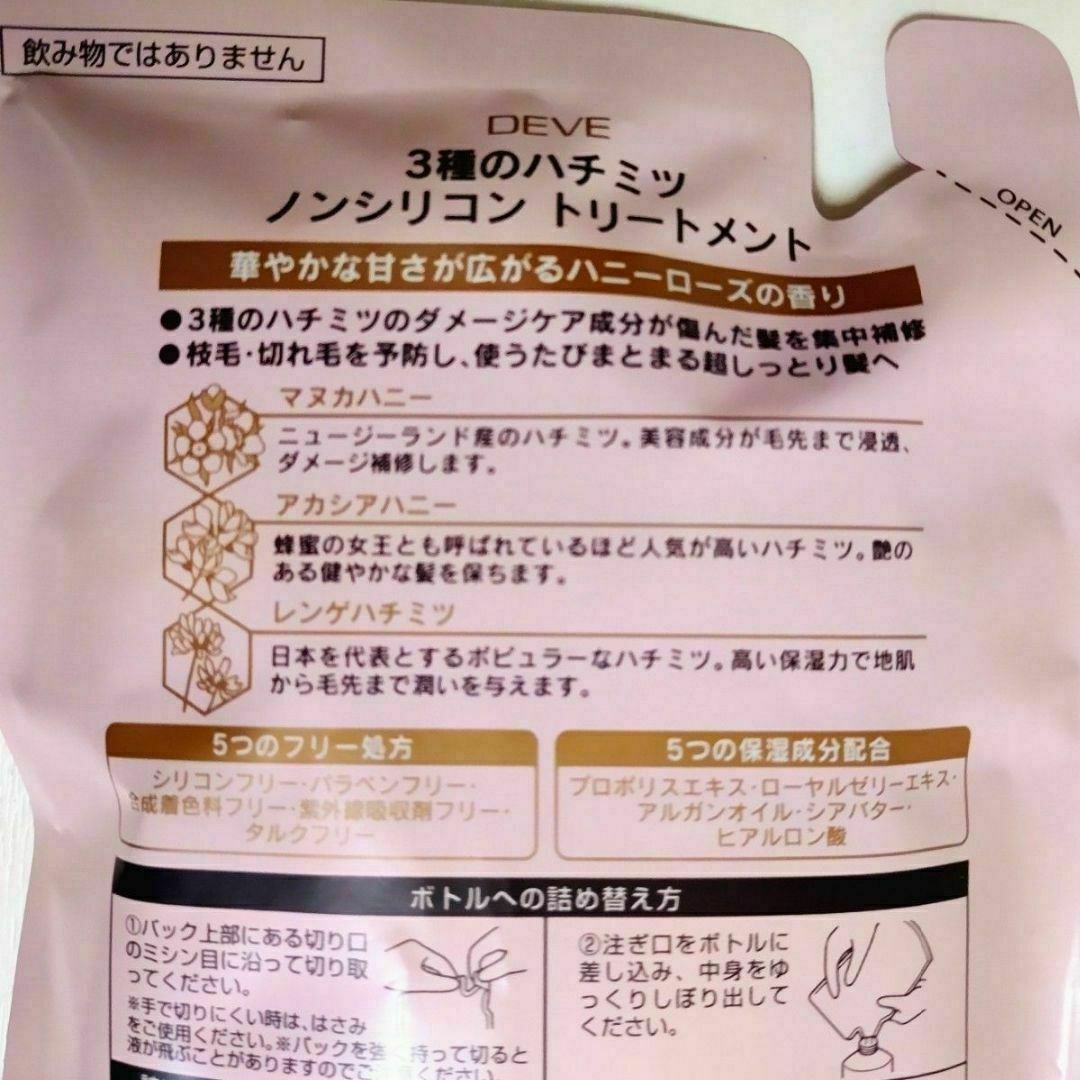 飲み物ではありません
DEVE
3種のハチミツ
ノンシリコン トリートメント
OPEN
華やかな甘さが広がるハニーローズの香り
●3種のハチミツのダメージケア成分が傷んだ髪を集中補修
●枝毛・切れ毛を予防し、使うたびまとまる超しっとり髪へ
マヌカハニー
ニュージーランド産のハチミツ。美容成分が毛先まで浸透、
ダメージ補修します。
アカシアハニー
蜂蜜の女王とも呼ばれているほど人気が高いハチミツ。艶の
ある健やかな髪を保ちます。
レンゲハチミツ
日本を代表とするポピュラーなハチミツ。高い保湿力で地肌
から毛先まで潤いを与えます。
5つのフリー処方
シリコンフリー・パラベンフリー・
合成着色料フリー・紫外線吸収剤フリー・
タルクフリー
5つの保湿成分配合
プロポリスエキス・ローヤルゼリーエキス・
アルガンオイル・シアバター・
ヒアルロン酸
ボトルへの詰め替え方
①パック上部にある切り口
のミシン目に沿って切り取
ってください。
※手で切りにくい時は、はさみ
をご使用ください。※パックを強く持って切ると
液が飛ぶことがありますのでご ください。
②注ぎ口をボトルに
差し込み、中身をゆ
っくりしぼり出して
ください。